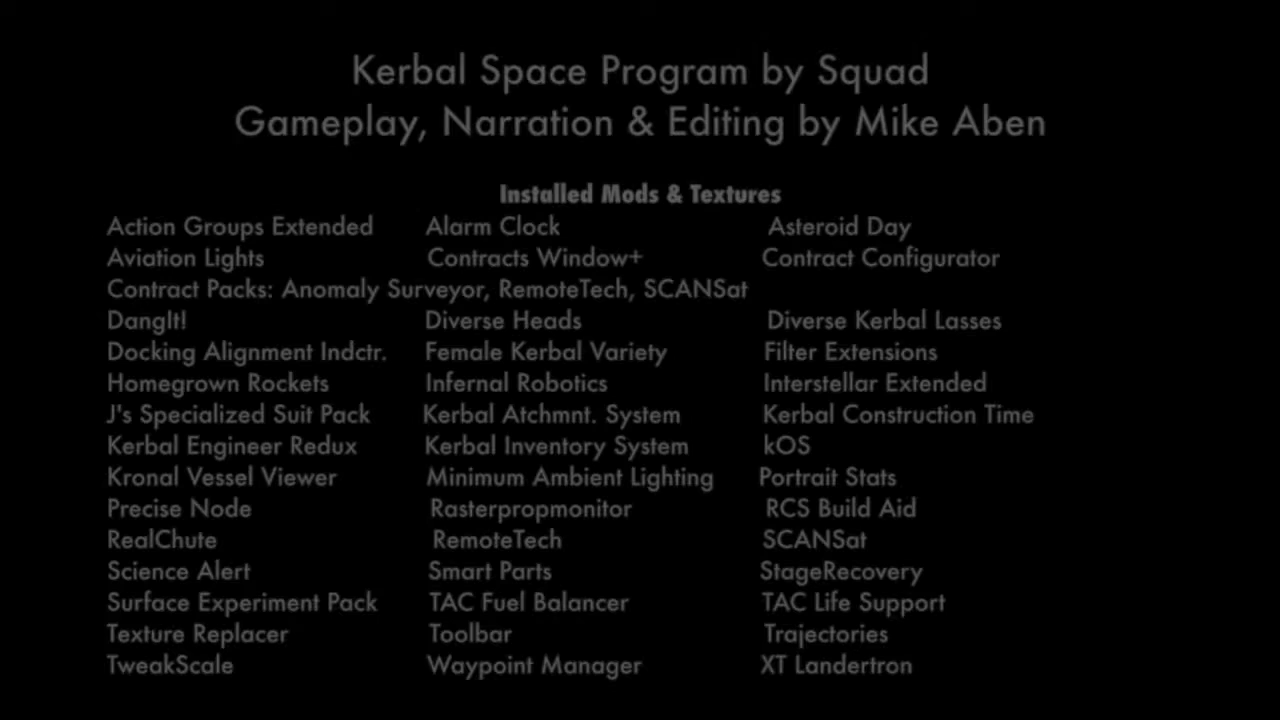 Kerbal Space Program by Squad
Gameplay, Narration & Editing by Mike Aben
Installed Mods & Textures
Action Groups Extended Alarm Clock Asteroid Day
Aviation Lights Contracts Window+ Contract Configurator
Contract Packs: Anomaly Surveyor, RemoteTech, SCANSat
DangIt! Diverse Heads Diverse Kerbal Lasses
Docking Alignment Indctr. Female Kerbal Variety Filter Extensions
Homegrown Rockets Infernal Robotics Interstellar Extended
J's Specialized Suit Pack Kerbal Atchmnt. System Kerbal Construction Time
Kerbal Engineer Redux Kerbal Inventory System kOS
Kronal Vessel Viewer Minimum Ambient Lighting Portrait Stats
Precise Node Rasterpropmonitor RCS Build Aid
RealChute RemoteTech SCANSat
Science Alert Smart Parts StageRecovery
Surface Experiment Pack TAC Fuel Balancer TAC Life Support
Texture Replacer Toolbar Trajectories
TweakScale Waypoint Manager XT Landertron